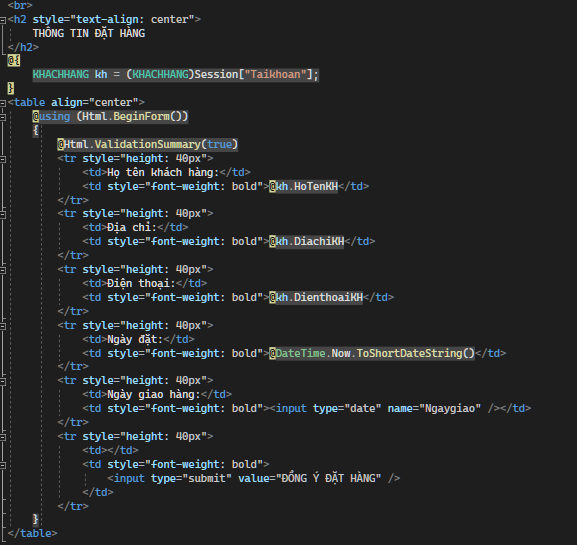 <br>
<h2 style="text-align: center">
THÔNG TIN ĐẶT HÀNG
</h2>
@{
KHACHHANG kh = (KHACHHANG)Session["Taikhoan"];
}
<table align="center">
@using (Html.BeginForm())
{
@Html.ValidationSummary(true)
<tr style="height: 40px">
<td>Họ tên khách hàng:</td>
<td style="font-weight: bold">@kh.HoTenKH</td>
</tr>
<tr style="height: 40px">
<td>Địa chỉ:</td>
<td style="font-weight: bold">@kh.DiachiKH</td>
</tr>
<tr style="height: 40px">
<td>Điện thoại:</td>
<td style="font-weight: bold">@kh.DienthoaiKH</td>
</tr>
<tr style="height: 40px">
<td>Ngày đặt:</td>
<td style="font-weight: bold">@DateTime.Now.ToShortDateString()</td>
</tr>
<tr style="height: 40px">
<td>Ngày giao hàng:</td>
<td style="font-weight: bold"><input type="date" name="Ngaygiao" /></td>
</tr>
<tr style="height: 40px">
<td></td>
<td style="font-weight: bold">
<input type="submit" value="ĐỒNG Ý ĐẶT HÀNG" />
</td>
</tr>
}
</table>